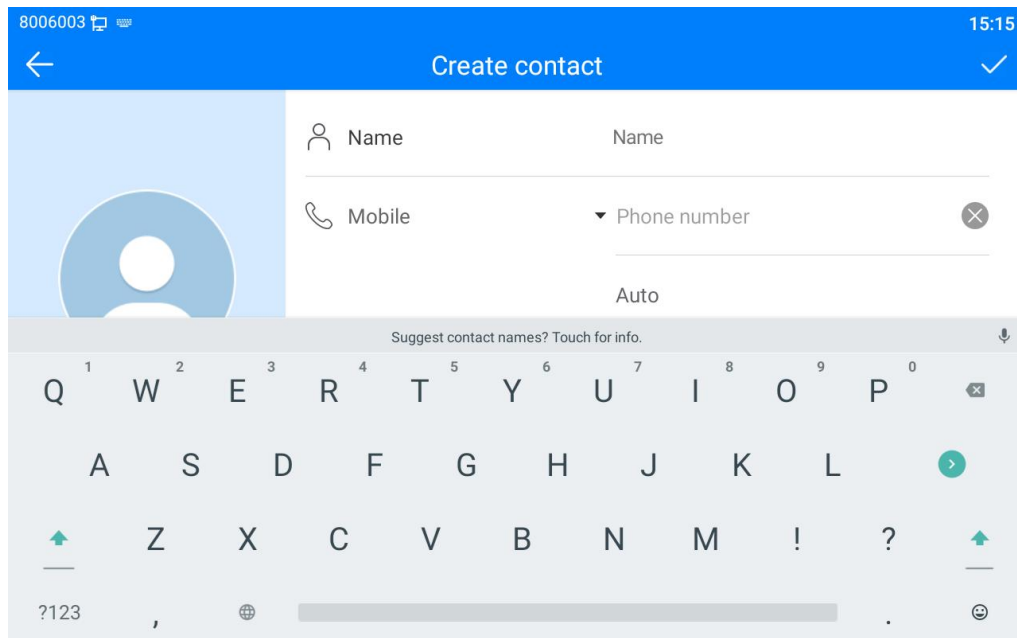 8006003 15:15
Create contact
Name Name
Mobile Phone number
Auto
Suggest contact names? Touch for info.
1 2 3 4 5 6 7 8 9 0
Q W E R T Y U I O P
A S D F G H J K L
Z X C V B N M ! ?
?123 , .